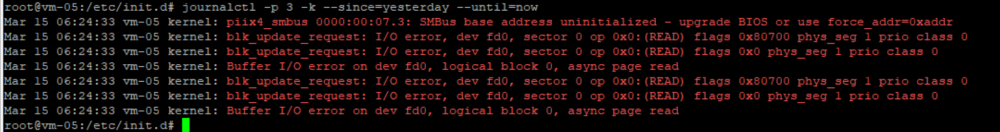 root@vm-05:/etc/init.d# journalctl -p 3 -k --since=yesterday --until=now
Mar 15 06:24:33 vm-05 kernel: piix4_smbus 0000:00:07.3: SMBus base address uninitialized - upgrade BIOS or use force_addr=0xaddr
Mar 15 06:24:33 vm-05 kernel: blk_update_request: I/O error, dev fd0, sector 0 op 0x0:(READ) flags 0x80700 phys_seg 1 prio class 0
Mar 15 06:24:33 vm-05 kernel: blk_update_request: I/O error, dev fd0, sector 0 op 0x0:(READ) flags 0x0 phys_seg 1 prio class 0
Mar 15 06:24:33 vm-05 kernel: Buffer I/O error on dev fd0, logical block 0, async page read
Mar 15 06:24:33 vm-05 kernel: blk_update_request: I/O error, dev fd0, sector 0 op 0x0:(READ) flags 0x80700 phys_seg 1 prio class 0
Mar 15 06:24:33 vm-05 kernel: blk_update_request: I/O error, dev fd0, sector 0 op 0x0:(READ) flags 0x0 phys_seg 1 prio class 0
Mar 15 06:24:33 vm-05 kernel: Buffer I/O error on dev fd0, logical block 0, async page read
root@vm-05:/etc/init.d#